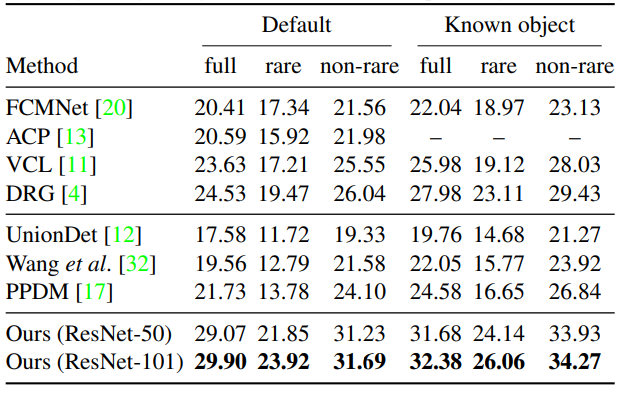 Default Known object
Method full rare non-rare full rare non-rare
FCMNet [20] 20.41 17.34 21.56 22.04 18.97 23.13
ACP [13] 20.59 15.92 21.98 – – –
VCL [11] 23.63 17.21 25.55 25.98 19.12 28.03
DRG [4] 24.53 19.47 26.04 27.98 23.11 29.43
UnionDet [12] 17.58 11.72 19.33 19.76 14.68 21.27
Wang et al. [32] 19.56 12.79 21.58 22.05 15.77 23.92
PPDM [17] 21.73 13.78 24.10 24.58 16.65 26.84
Ours (ResNet-50) 29.07 21.85 31.23 31.68 24.14 33.93
Ours (ResNet-101) 29.90 23.92 31.69 32.38 26.06 34.27